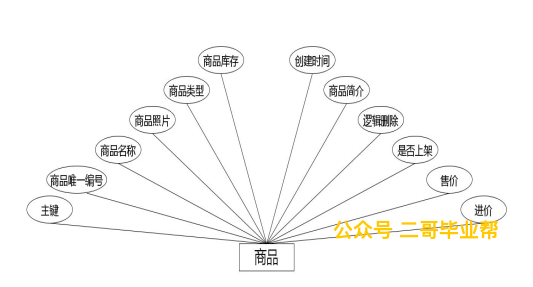 商品库存 创建时间
商品类型 商品简介
商品照片 逻辑删除
商品名称 是否上架
商品唯一编号 售价
主键 进价
公众号 二哥毕业帮
商品